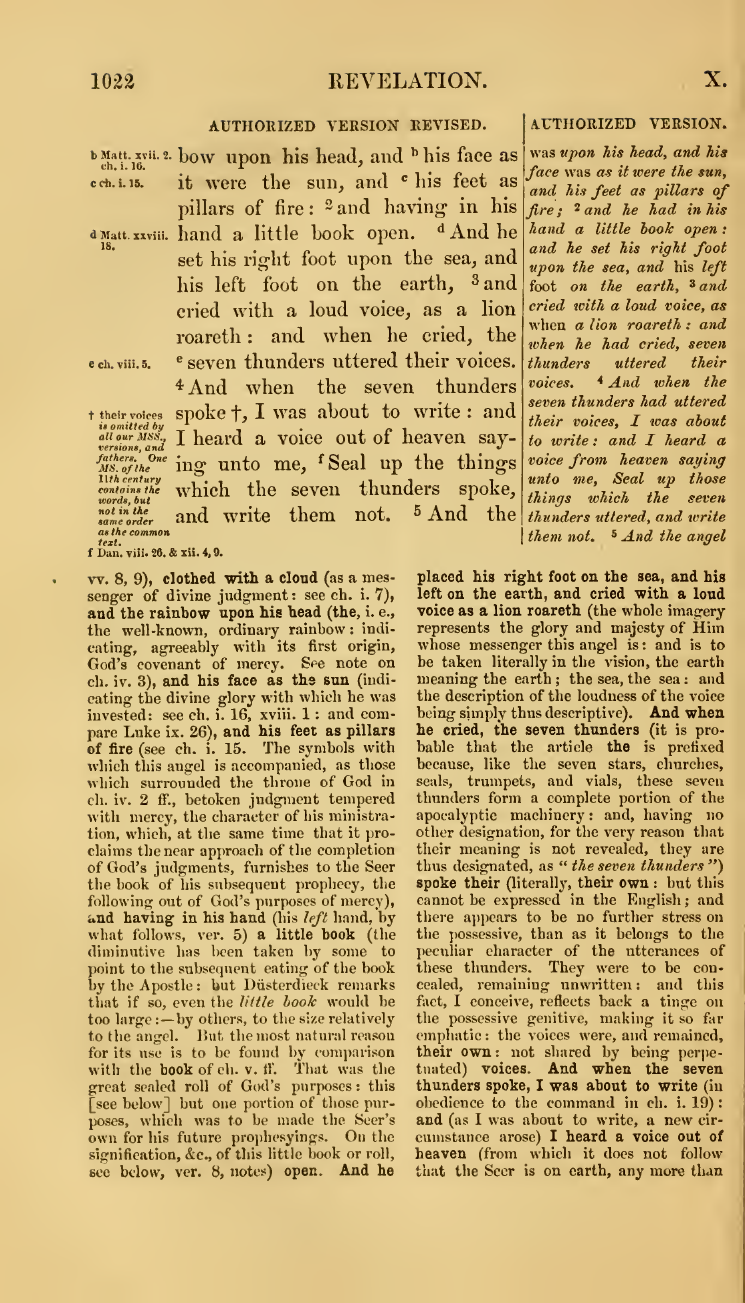 1022 REVELATION. X.
AUTHORIZED VERSION REVISED.
b Matt. xvii. 2.
ch. i. 16.
c ch. i. 15.
d Matt. xxviii.
18.
e ch. viii. 5.
† their voices
is omitted by
all our MSS.,
versions, and
fathers. One
MS. of the
11th century
contains the
words, but
not in the
same order
as the common
text.
f Dan. viii. 26. & xii. 4, 9.
bow upon his head, and b his face as
it were the sun, and c his feet as
pillars of fire : 2 and having in his
hand a little book open. d And he
set his right foot upon the sea, and
his left foot on the earth, 3 and
cried with a loud voice, as a lion
roareth : and when he cried, the
e seven thunders uttered their voices.
4 And when the seven thunders
spoke †, I was about to write : and
I heard a voice out of heaven say-
ing unto me, f Seal up the things
which the seven thunders spoke,
and write them not. 5 And the
AUTHORIZED VERSION.
was upon his head, and his
face was as it were the sun,
and his feet as pillars of
fire ; 2 and he had in his
hand a little book open :
and he set his right foot
upon the sea, and his left
foot on the earth, 3 and
cried with a loud voice, as
when a lion roareth : and
when he had cried, seven
thunders uttered their
voices. 4 And when the
seven thunders had uttered
their voices, I was about
to write : and I heard a
voice from heaven saying
unto me, Seal up those
things which the seven
thunders uttered, and write
them not. 5 And the angel
vv. 8, 9), clothed with a cloud (as a mes-
senger of divine judgment : see ch. i. 7),
and the rainbow upon his head (the, i. e.,
the well-known, ordinary rainbow : indi-
cating, agreeably with its first origin,
God's covenant of mercy. See note on
ch. iv. 3), and his face as the sun (indi-
cating the divine glory with which he was
invested: see ch. i. 16, xviii. 1 : and com-
pare Luke ix. 26), and his feet as pillars
of fire (see ch. i. 15. The symbols with
which this angel is accompanied, as those
which surrounded the throne of God in
ch. iv. 2 ff., betoken judgment tempered
with mercy, the character of his ministra-
tion, which, at the same time that it pro-
claims the near approach of the completion
of God's judgments, furnishes to the Seer
the book of his subsequent prophecy, the
following out of God's purposes of mercy),
and having in his hand (his left hand, by
what follows, ver. 5) a little book (the
diminutive has been taken by some to
point to the subsequent eating of the book
by the Apostle : but Düsterdieck remarks
that if so, even the little book would be
too large :—by others, to the size relatively
to the angel. But the most natural reason
for its use is to be found by comparison
with the book of ch. v. ff. That was the
great sealed roll of God's purposes : this
[see below] but one portion of those pur-
poses, which was to be made the Seer's
own for his future prophesyings. On the
signification, &c., of this little book or roll,
see below, ver. 8, notes) open. And he
placed his right foot on the sea, and his
left on the earth, and cried with a loud
voice as a lion roareth (the whole imagery
represents the glory and majesty of Him
whose messenger this angel is : and is to
be taken literally in the vision, the earth
meaning the earth ; the sea, the sea : and
the description of the loudness of the voice
being simply thus descriptive). And when
he cried, the seven thunders (it is pro-
bable that the article the is prefixed
because, like the seven stars, churches,
seals, trumpets, and vials, these seven
thunders form a complete portion of the
apocalyptic machinery : and, having no
other designation, for the very reason that
their meaning is not revealed, they are
thus designated, as “ the seven thunders ”)
spoke their (literally, their own : but this
cannot be expressed in the English ; and
there appears to be no further stress on
the possessive, than as it belongs to the
peculiar character of the utterances of
these thunders. They were to be con-
cealed, remaining unwritten : and this
fact, I conceive, reflects back a tinge on
the possessive genitive, making it so far
emphatic : the voices were, and remained,
their own : not shared by being perpe-
tuated) voices. And when the seven
thunders spoke, I was about to write (in
obedience to the command in ch. i. 19) :
and (as I was about to write, a new cir-
cumstance arose) I heard a voice out of
heaven (from which it does not follow
that the Seer is on earth, any more than